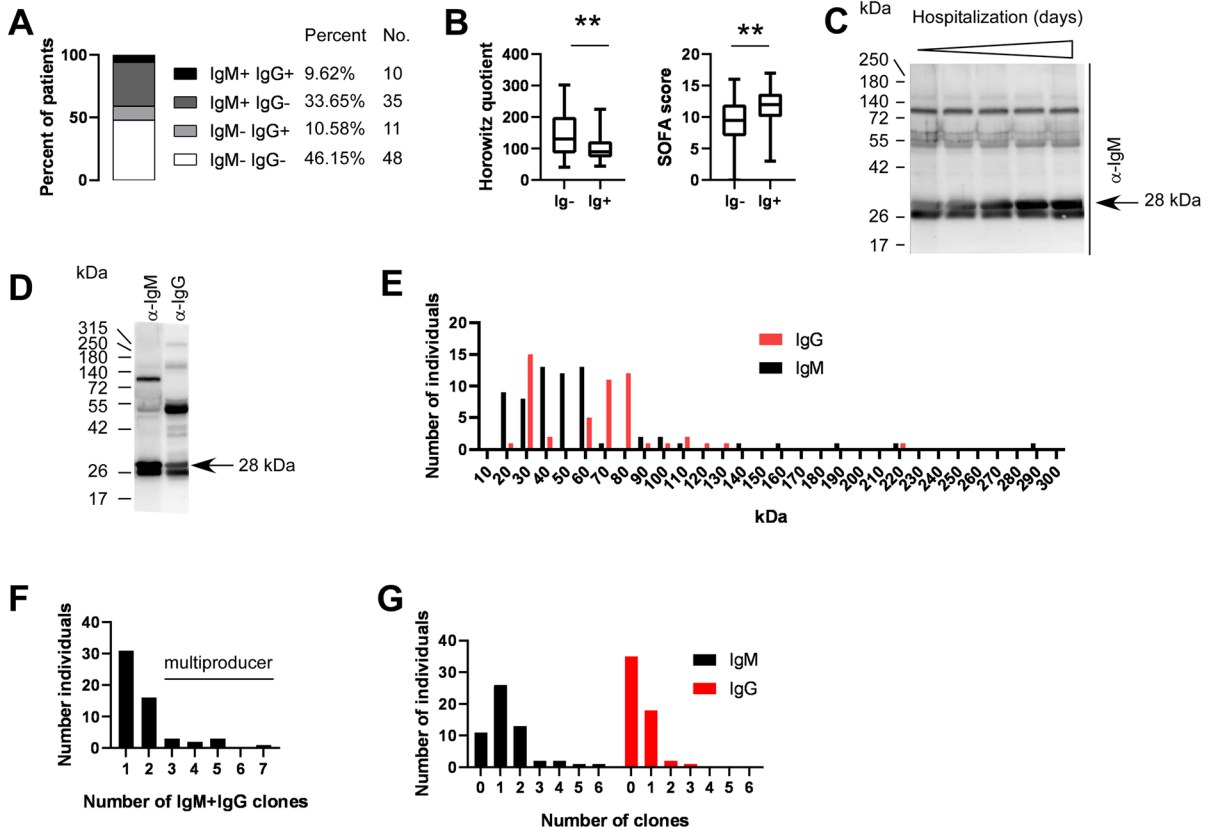 A
Percent No.
IgM+ IgG+ 9.62% 10
IgM+ IgG- 33.65% 35
IgM- IgG+ 10.58% 11
IgM- IgG- 46.15% 48
100
50
0
Percent of patients
B
**
400
300
200
100
0
Horowitz quotient
Ig- Ig+
**
20
15
10
5
0
SOFA score
Ig- Ig+
C
kDa Hospitalization (days)
250
180
140
72
55
42
26
17
α-IgM
28 kDa
D
kDa
α-IgM
α-IgG
315
250
180
140
72
55
42
26
17
28 kDa
E
20
15
10
5
0
Number of individuals
IgG
IgM
10 20 30 40 50 60 70 80 90 100 110 120 130 140 150 160 170 180 190 200 210 220 230 240 250 260 270 280 290 300
kDa
F
40
30
20
10
0
Number individuals
multiproducer
1 2 3 4 5 6 7
Number of IgM+IgG clones
G
40
30
20
10
0
Number of individuals
IgM
IgG
0 1 2 3 4 5 6 0 1 2 3 4 5 6
Number of clones